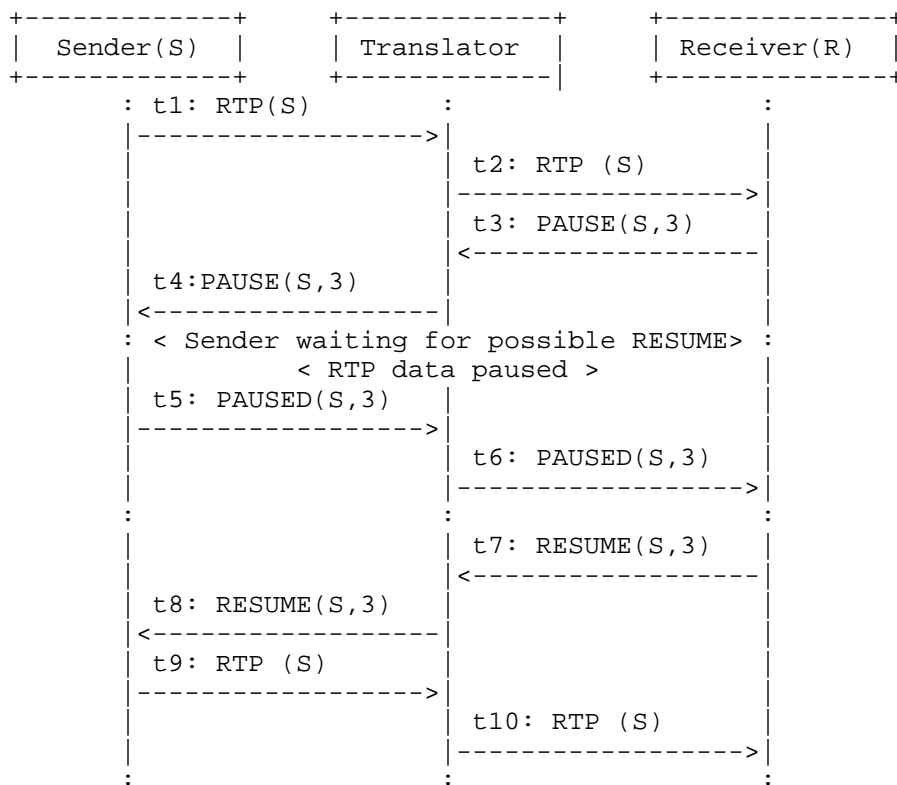 Sender(S) Translator Receiver(R)
t1: RTP(S)
t2: RTP (S)
t3: PAUSE(S,3)
t4:PAUSE(S,3)
< Sender waiting for possible RESUME>
< RTP data paused >
t5: PAUSED(S,3)
t6: PAUSED(S,3)
t7: RESUME(S,3)
t8: RESUME(S,3)
t9: RTP (S)
t10: RTP (S)